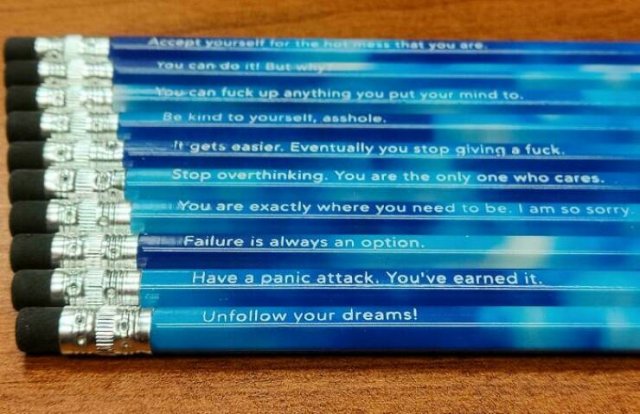 Accept yourself for the hot mess that you are.
You can do it! But why?
You can fuck up anything you put your mind to.
Be kind to yourself, asshole.
It gets easier. Eventually you stop giving a fuck.
Stop overthinking. You are the only one who cares.
You are exactly where you need to be. I am so sorry
Failure is always an option.
Have a panic attack. You've earned it.
Unfollow your dreams!